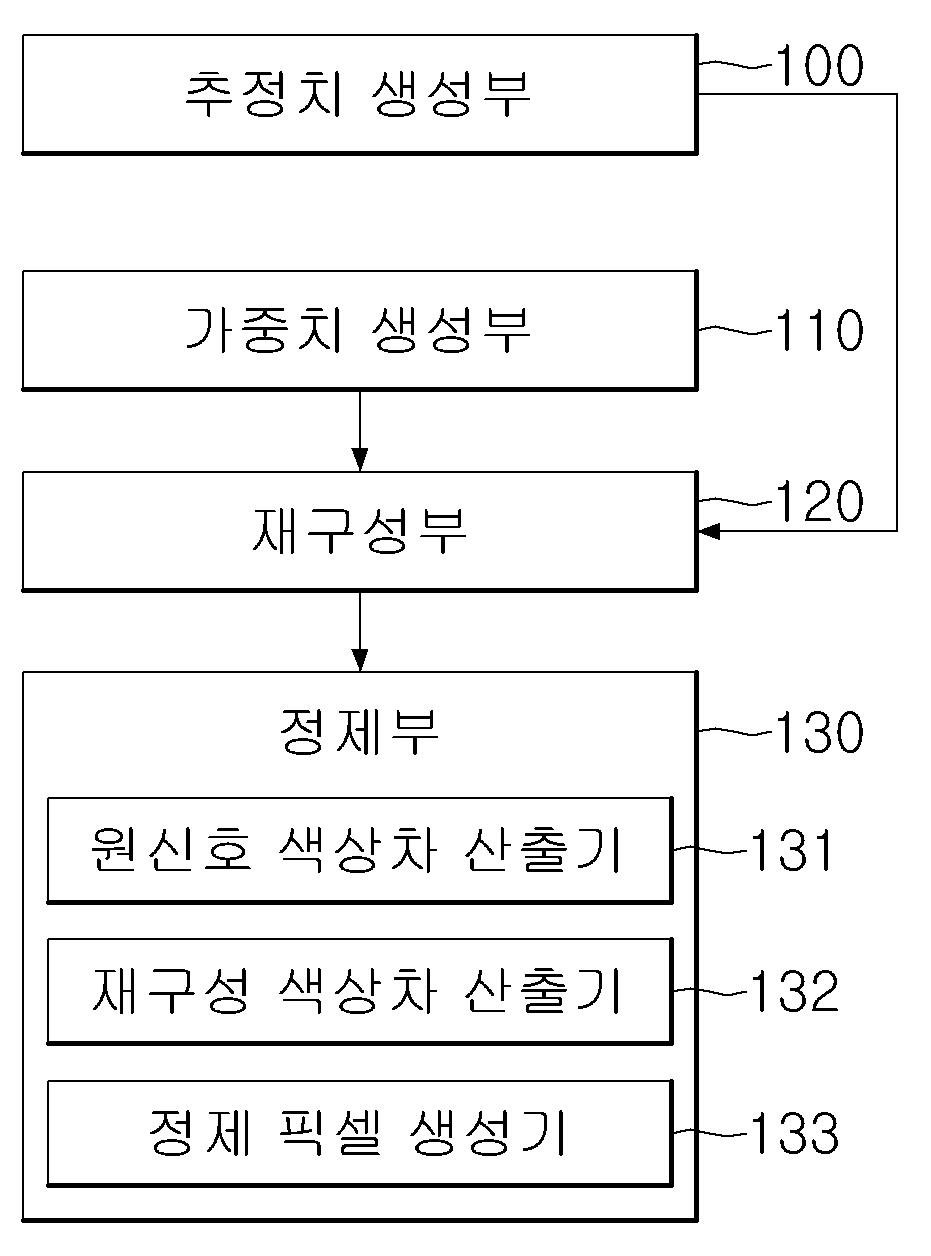 추정치 생성부
100
가중치 생성부
110
재구성부
120
정제부
130
원신호 색상차 산출기
131
재구성 색상차 산출기
132
정제 픽셀 생성기
133